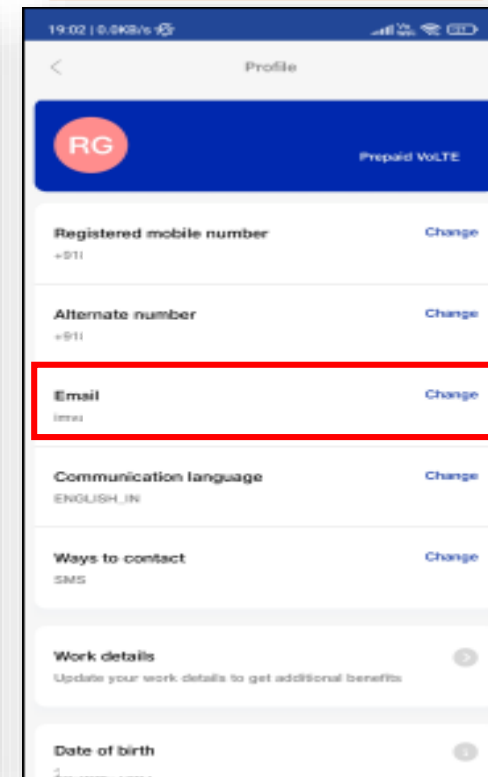 19:02 | 0.0KB/s
Profile
RG
Prepaid VoLTE
Registered mobile number
Change
+91
Alternate number
Change
+91
Email
Change
Communication language
Change
ENGLISH_IN
Ways to contact
Change
SMS
Work details
Update your work details to get additional benefits
Date of birth